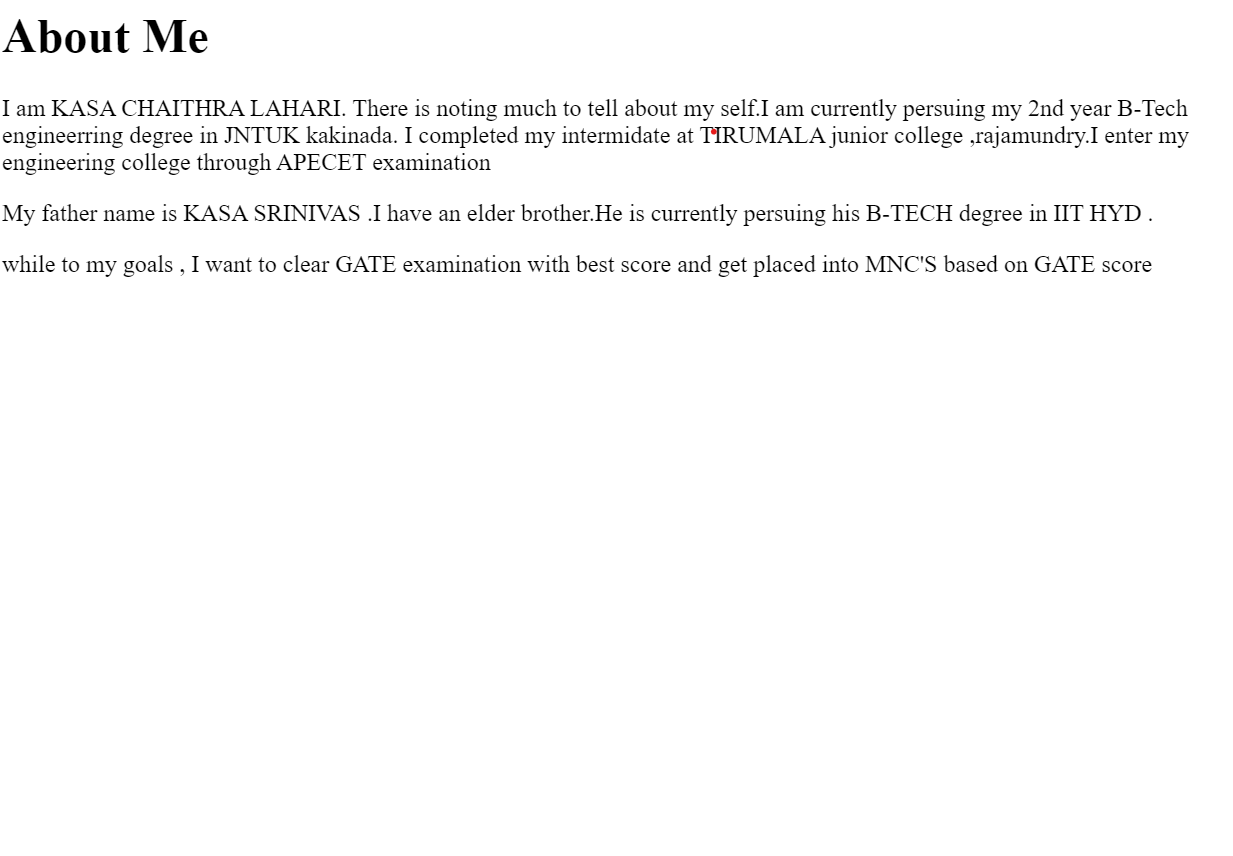 About Me
I am KASA CHAITHRA LAHARI. There is noting much to tell about my self.I am currently persuing my 2nd year B-Tech
engineerring degree in JNTUK kakinada. I completed my intermidate at TIRUMALA junior college ,rajamundry.I enter my
engineering college through APECET examination
My father name is KASA SRINIVAS .I have an elder brother.He is currently persuing his B-TECH degree in IIT HYD .
while to my goals , I want to clear GATE examination with best score and get placed into MNC'S based on GATE score